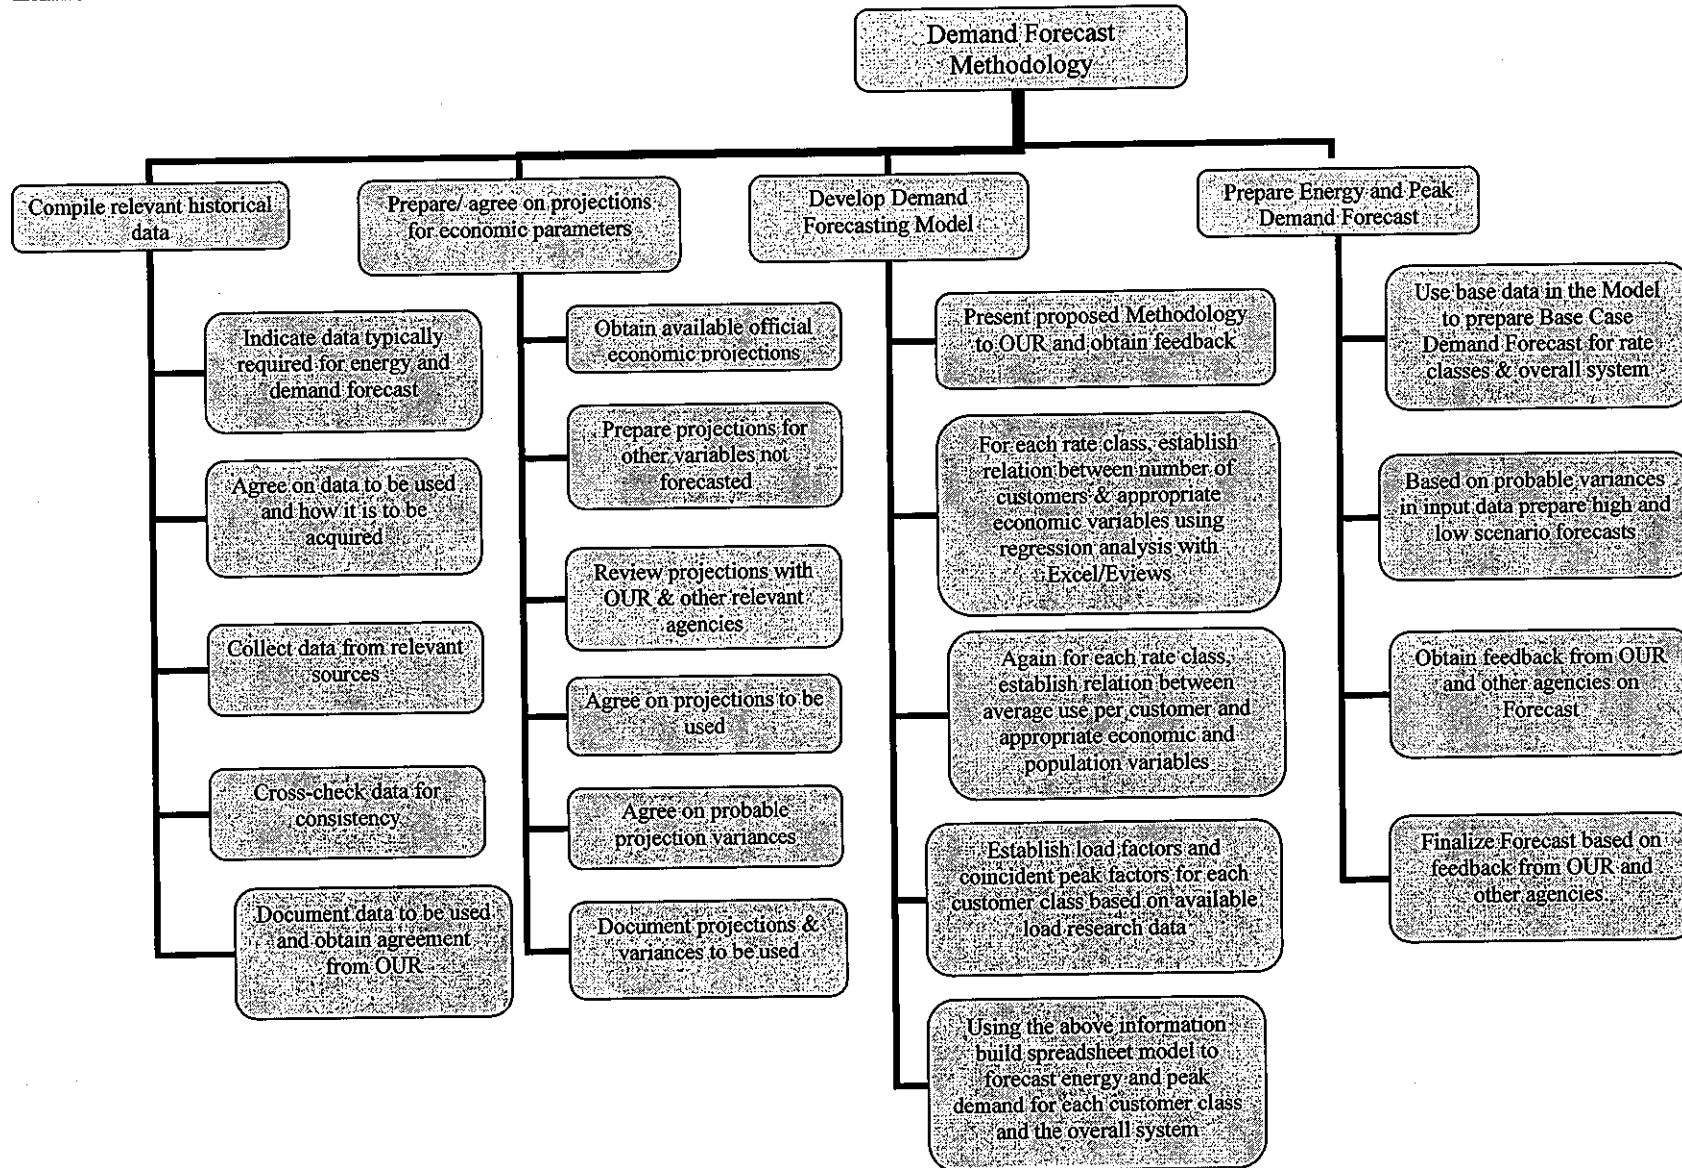 Demand Forecast
Methodology
Compile relevant historical
data
Indicate data typically
required for energy and
demand forecast
Agree on data to be used
and how it is to be
acquired
Collect data from relevant
sources
Cross-check data for
consistency
Document data to be used
and obtain agreement
from OUR
Prepare/ agree on projections
for economic parameters
Obtain available official
economic projections
Prepare projections for
other variables not
forecasted
Review projections with
OUR & other relevant
agencies
Agree on projections to be
used
Agree on probable
projection variances
Document projections &
variances to be used
Develop Demand
Forecasting Model
Present proposed Methodology
to OUR and obtain feedback
For each rate class, establish
relation between number of
customers & appropriate
economic variables using
regression analysis with
Excel/Eviews
Again for each rate class,
establish relation between
average use per customer and
appropriate economic and
population variables
Establish load factors and
coincident peak factors for each
customer class based on available
load research data
Using the above information
build spreadsheet model to
forecast energy and peak
demand for each customer class
and the overall system
Prepare Energy and Peak
Demand Forecast
Use base data in the Model
to prepare Base Case
Demand Forecast for rate
classes & overall system
Based on probable variances
in input data prepare high and
low scenario forecasts
Obtain feedback from OUR
and other agencies on
Forecast
Finalize Forecast based on
feedback from OUR and
other agencies.